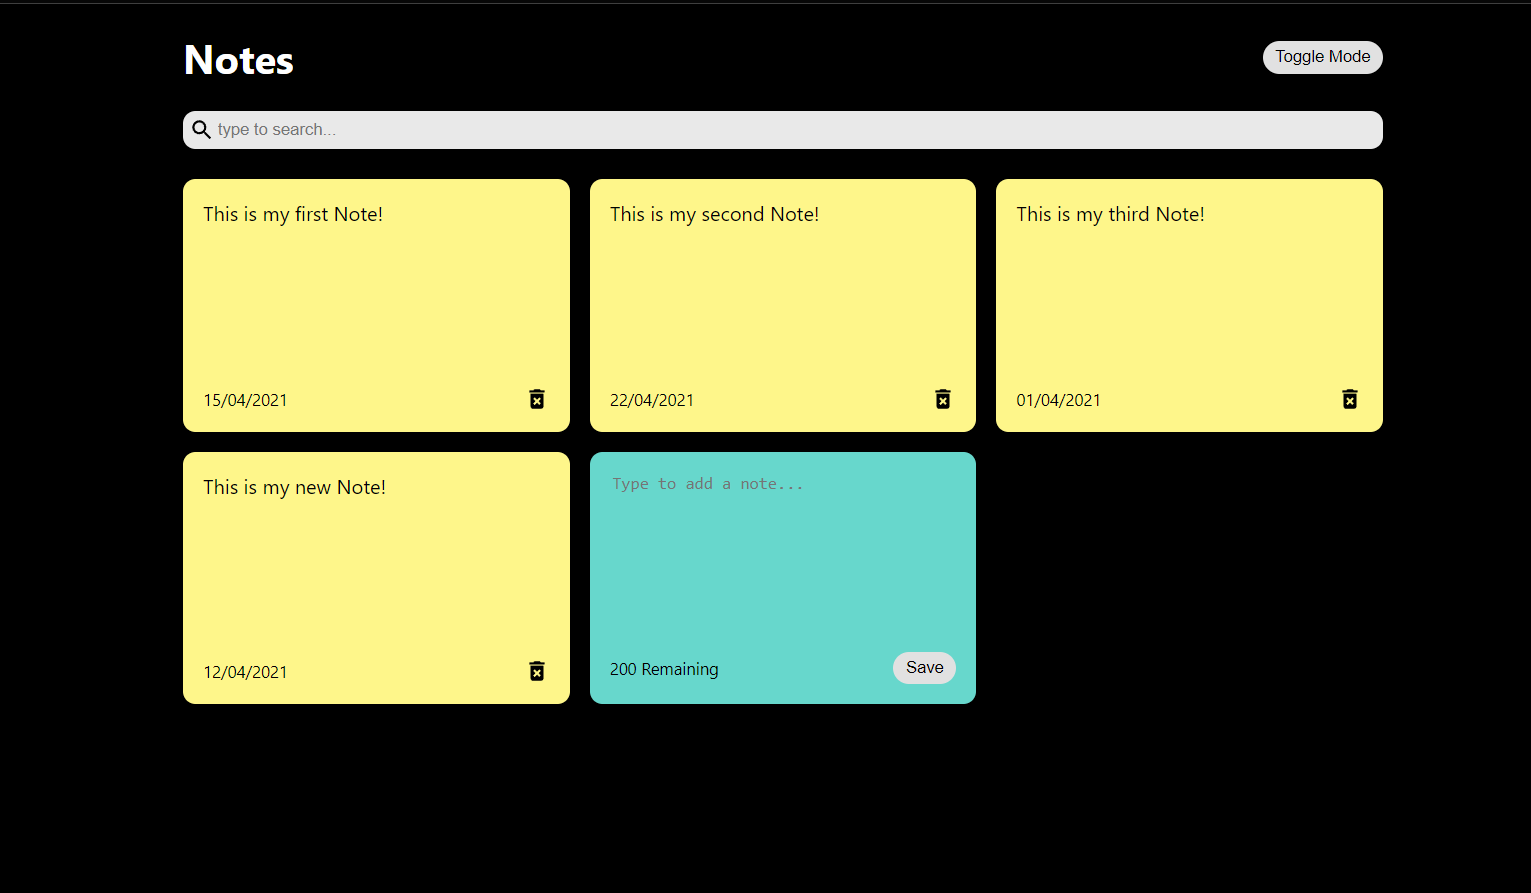 Notes
Toggle Mode
type to search...
This is my first Note!
15/04/2021
This is my second Note!
22/04/2021
This is my third Note!
01/04/2021
This is my new Note!
12/04/2021
Type to add a note...
200 Remaining
Save